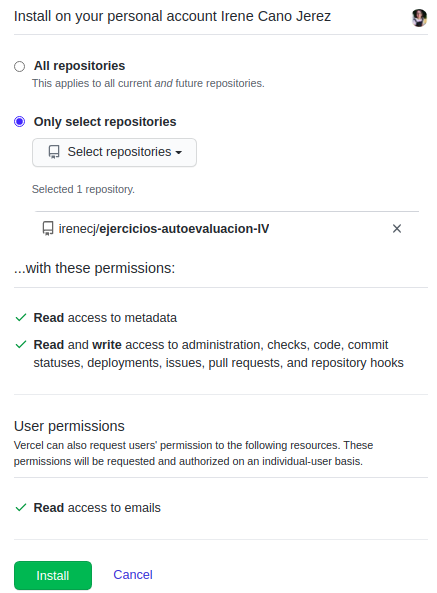 Install on your personal account Irene Cano Jerez
All repositories
This applies to all current and future repositories.
Only select repositories
Select repositories
Selected 1 repository.
irenecj/ejercicios-autoevaluacion-IV
...with these permissions:
Read access to metadata
Read and write access to administration, checks, code, commit
statuses, deployments, issues, pull requests, and repository hooks
User permissions
Vercel can also request users' permission to the following resources. These
permissions will be requested and authorized on an individual-user basis.
Read access to emails
Install Cancel